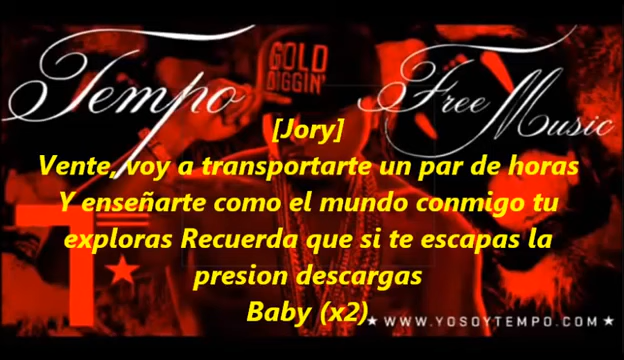 Tempo
Free Music
GOLD
DIGGIN'
[Jory]
Vente, voy a transportarte un par de horas
Y enseñarte como el mundo conmigo tu
exploras Recuerda que si te escapas la
presion descargas
Baby (x2)
★ WWW.YOSOYTEMPO.COM ★
T